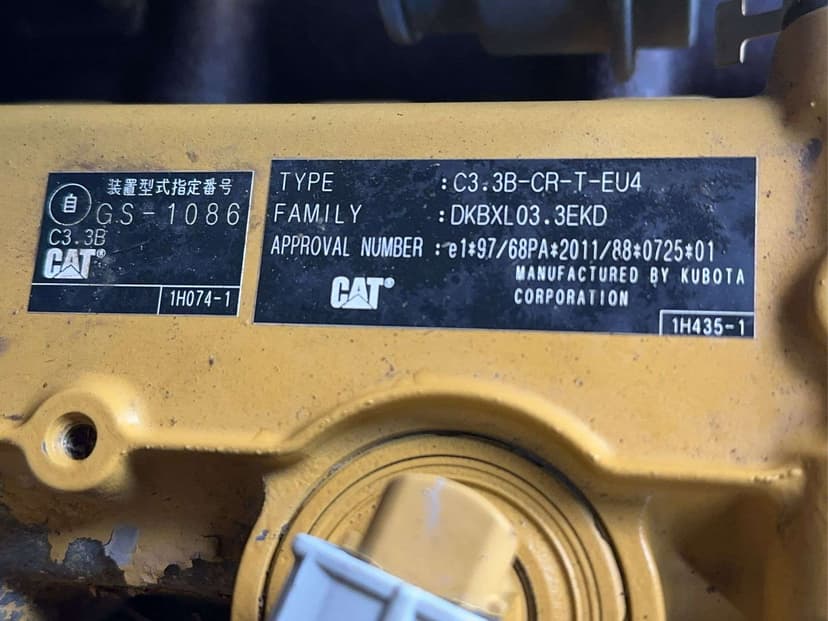 装置型式指定番号
自 GS-1086
C3.3B
CAT®
1H074-1
TYPE :C3.3B-CR-T-EU4
FAMILY :DKBXL03.3EKD
APPROVAL NUMBER :e1*97/68PA*2011/88*0725*01
MANUFACTURED BY KUBOTA
CORPORATION
CAT®
1H435-1